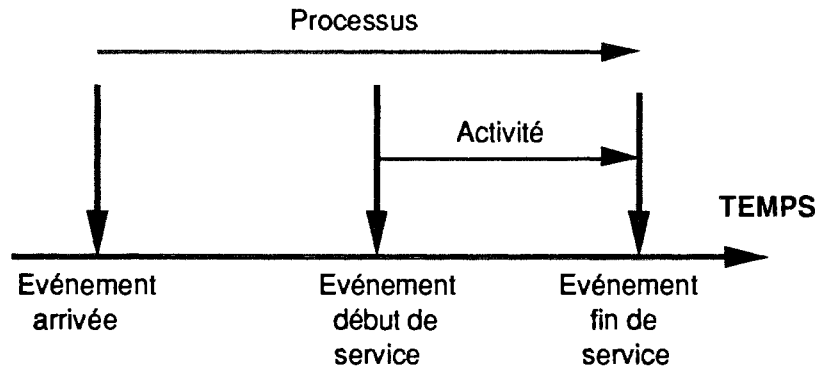 Processus
Activité
TEMPS
Evénement
arrivée
Evénement
début de
service
Evénement
fin de
service